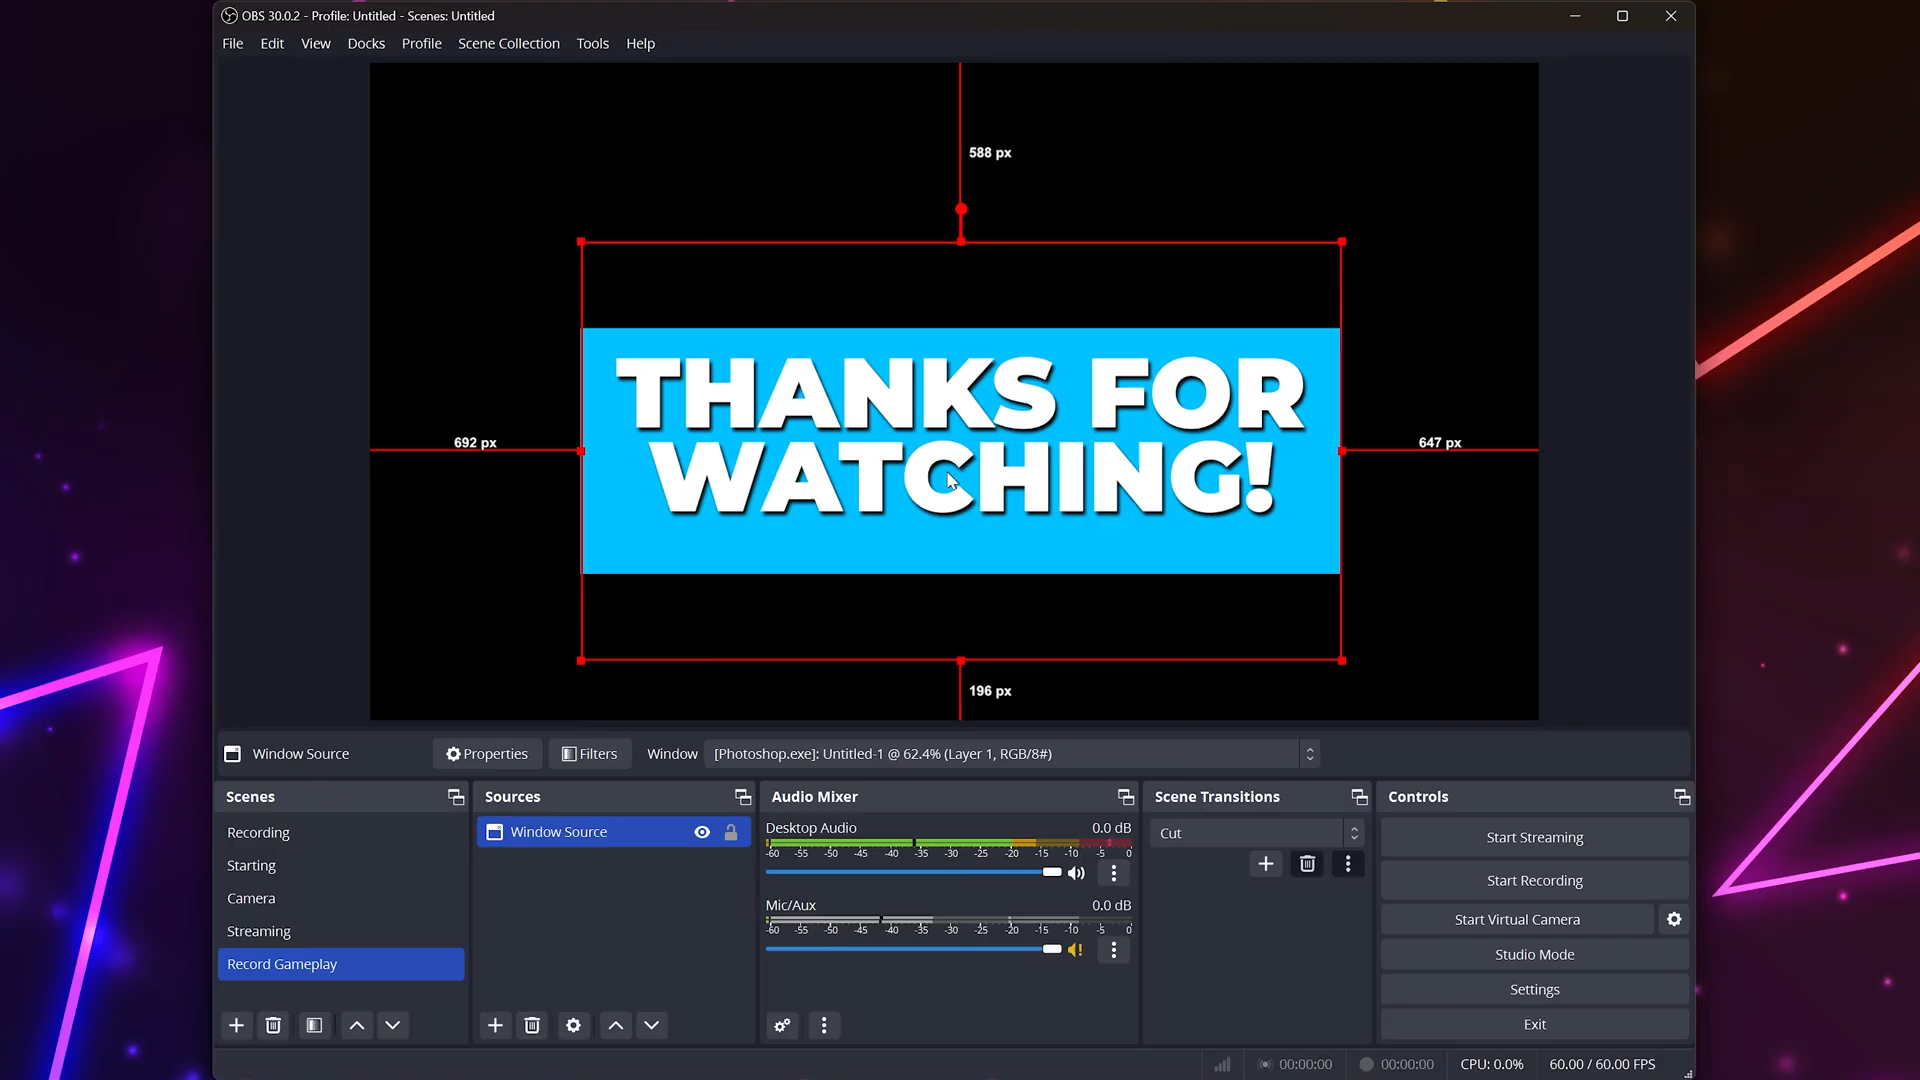 OBS 30.0.2 - Profile: Untitled - Scenes: Untitled
File Edit View Docks Profile Scene Collection Tools Help
588 px
THANKS FOR
WATCHING!
692 px
647 px
196 px
Window Source Properties Filters Window [Photoshop.exe]: Untitled-1 @ 62.4% (Layer 1, RGB/8#)
Scenes
Recording
Starting
Camera
Streaming
Record Gameplay
Sources
Window Source
Audio Mixer
Desktop Audio 0.0 dB
-60 -55 -50 -45 -40 -35 -30 -25 -20 -15 -10 -5 0
Mic/Aux 0.0 dB
-60 -55 -50 -45 -40 -35 -30 -25 -20 -15 -10 -5 0
Scene Transitions
Cut
Controls
Start Streaming
Start Recording
Start Virtual Camera
Studio Mode
Settings
Exit
00:00:00 00:00:00 CPU: 0.0% 60.00 / 60.00 FPS